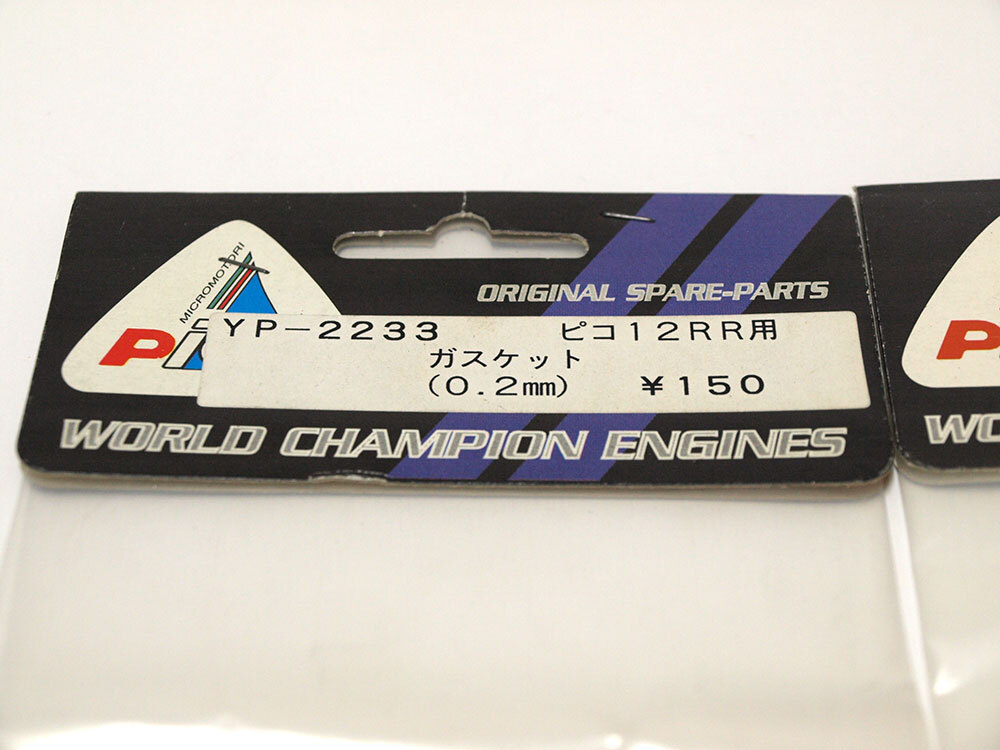 MICROMOTORI
ORIGINAL SPARE-PARTS
YP-2233 ピコ12RR用
ガスケット
(0.2㎜) ¥150
WORLD CHAMPION ENGINES